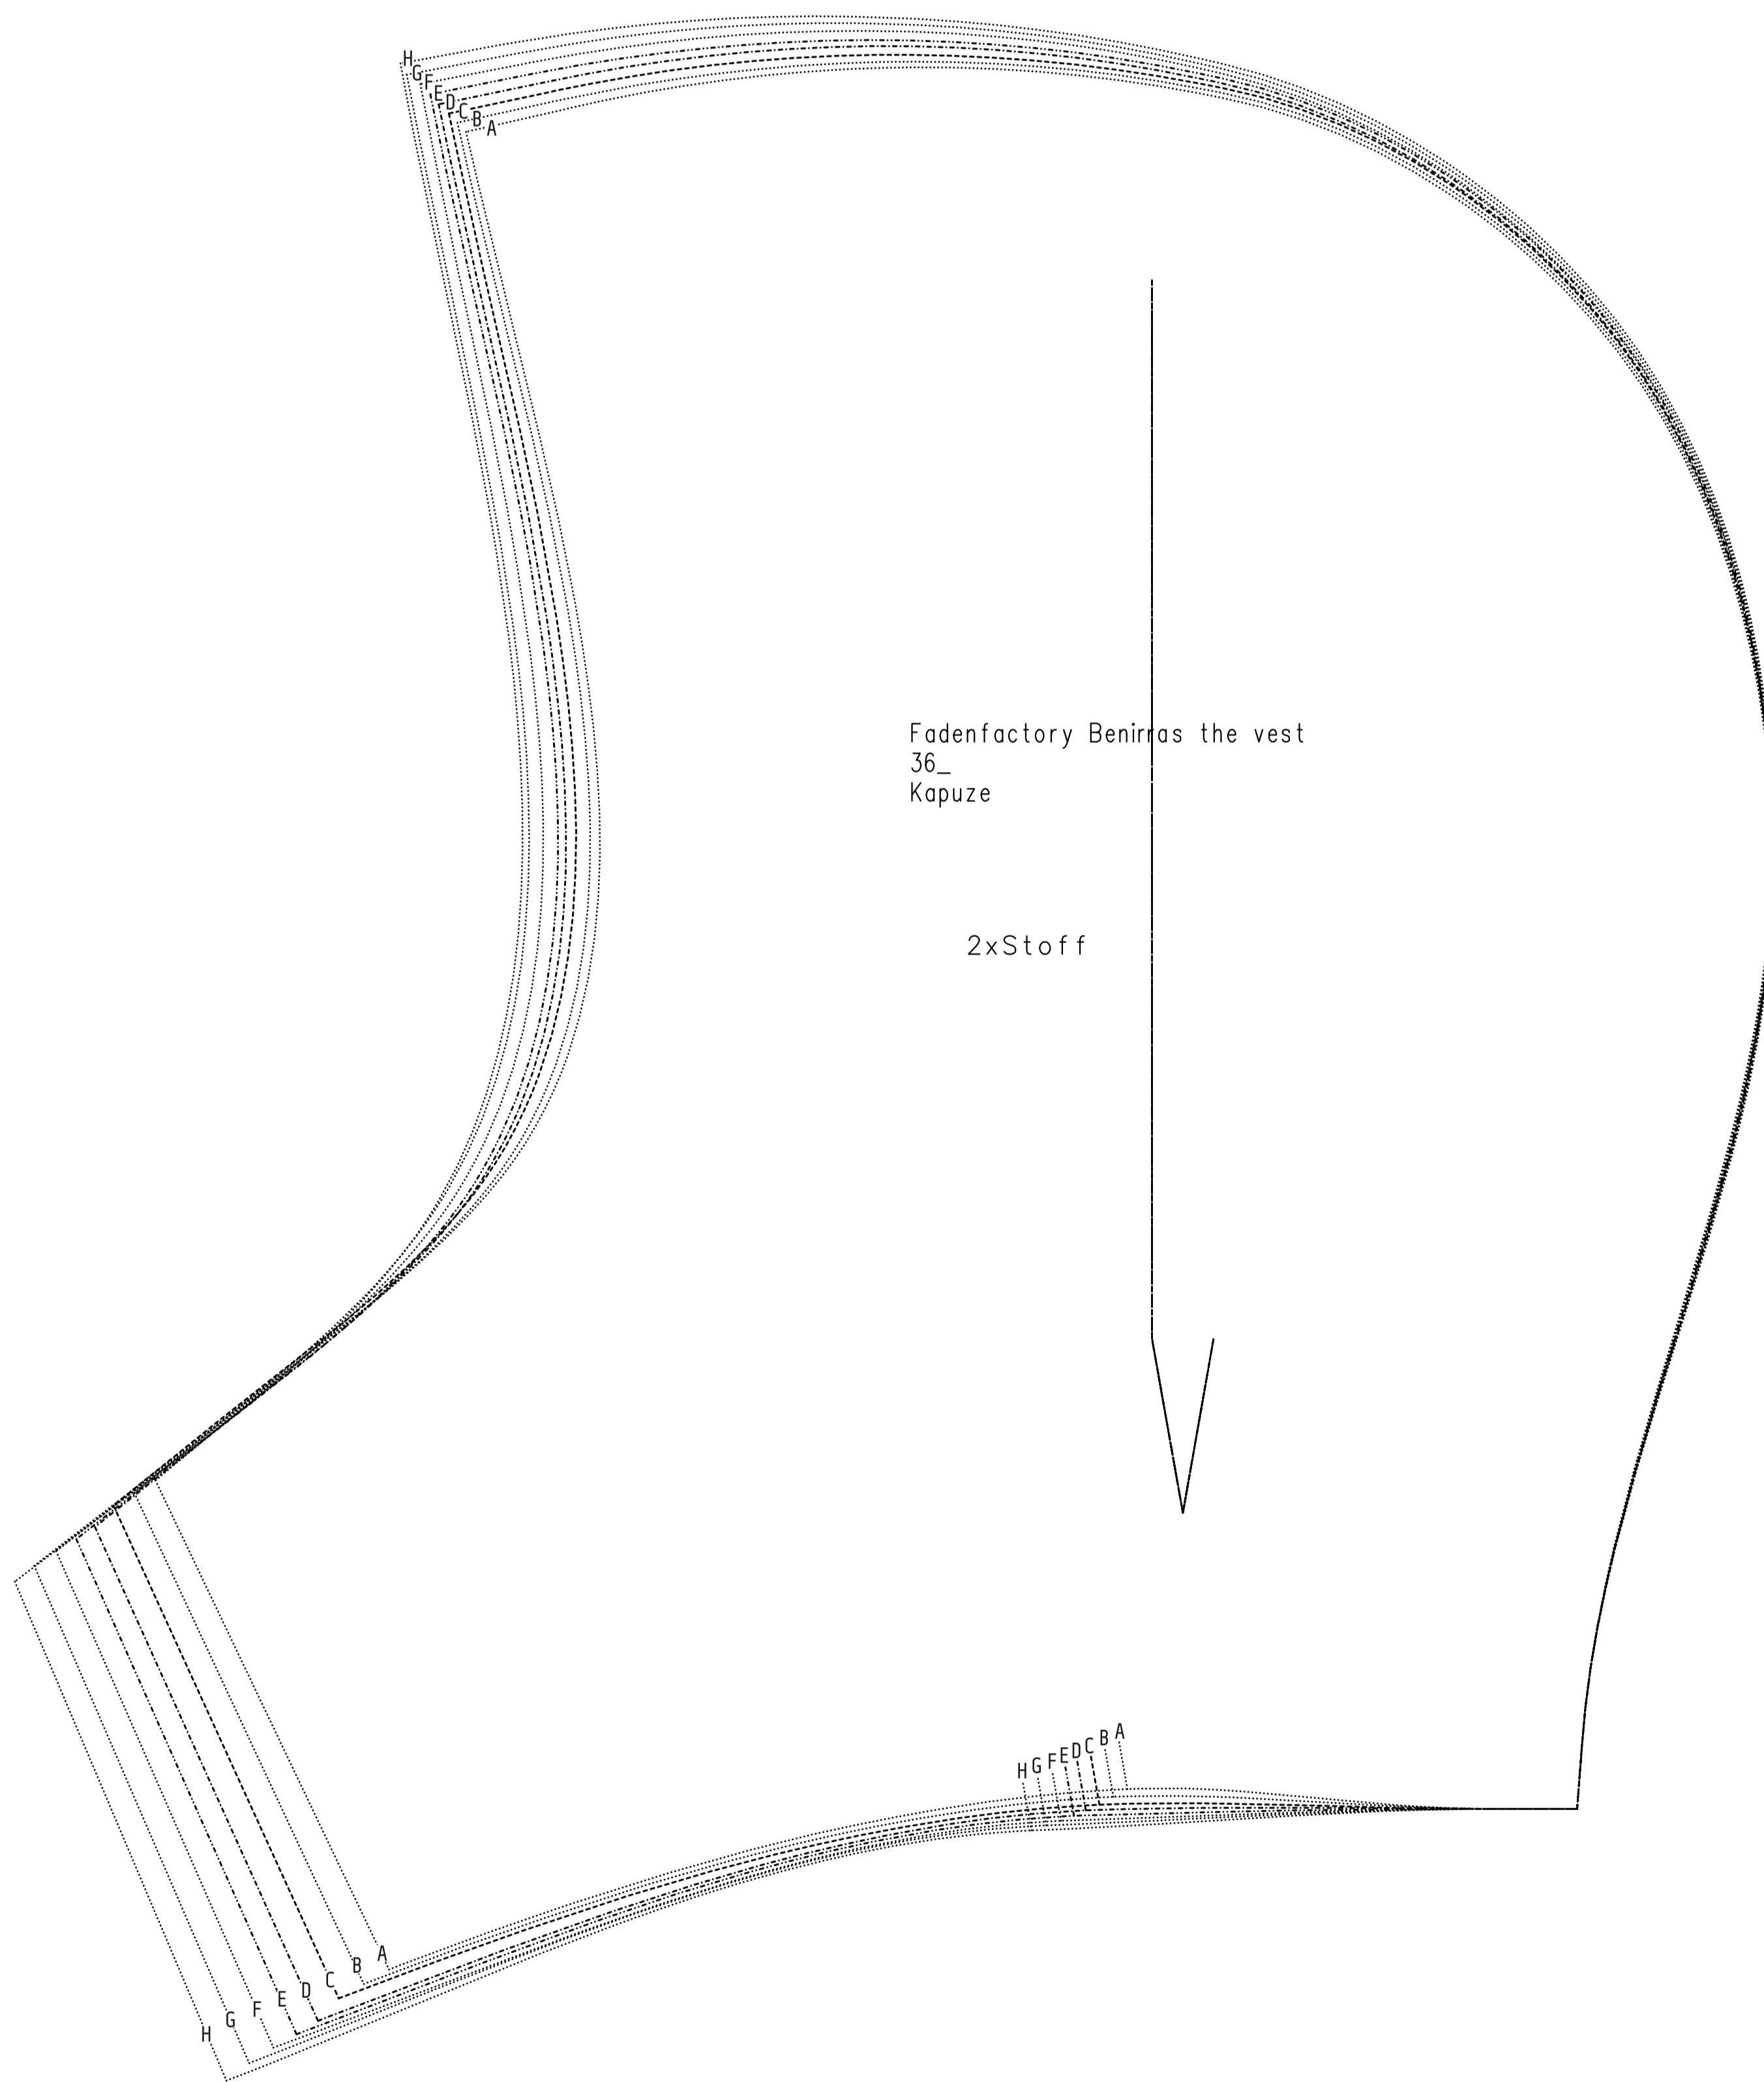 H
G
F
E
D
C
B
A
Fadenfactory Benirras the vest
36_
Kapuze
2xStoff
H G F E D C B A
H G F E D C B A